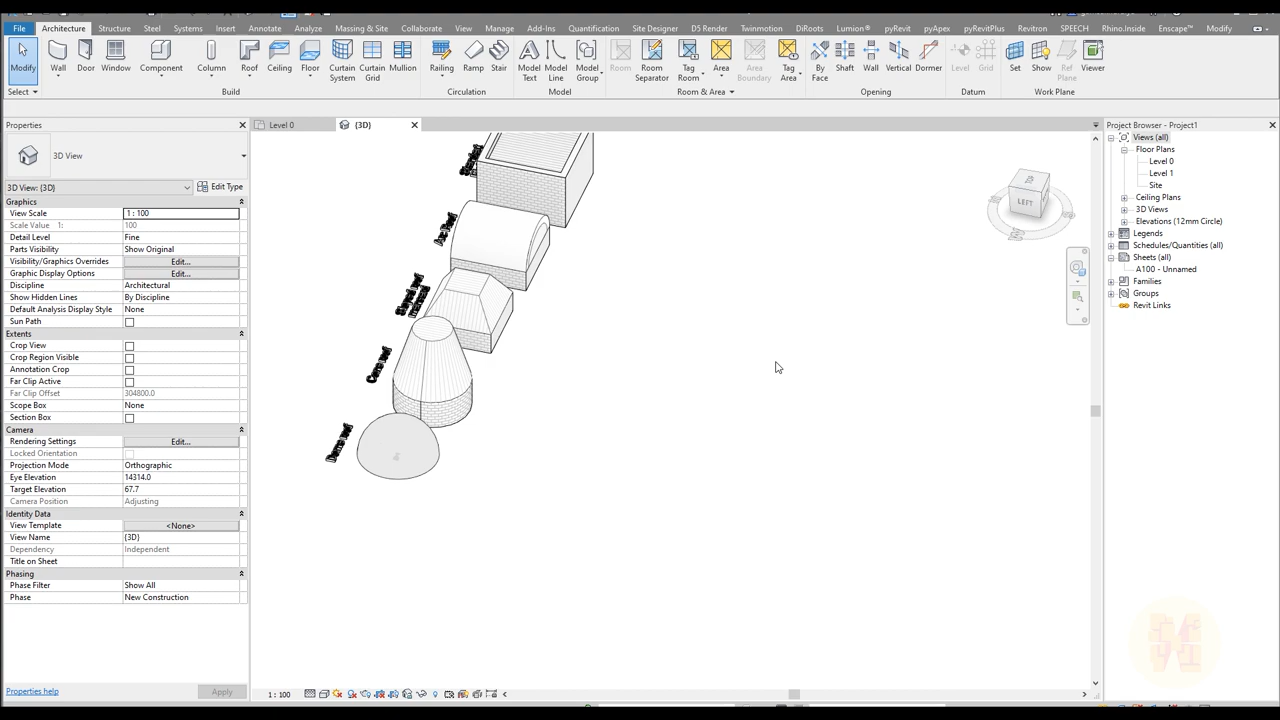 File Architecture Structure Steel Systems Insert Annotate Analyze Massing & Site Collaborate View Manage Add-Ins Quantification Site Designer D5 Render Twinmotion DiRoots Lumion® pyRevit pyApex pyRevitPlus Revitron SPEECH Rhino.Inside Enscape™ Modify
Modify Wall Door Window Component Column Roof Ceiling Floor Curtain System Curtain Grid Mullion Railing Ramp Stair Model Text Model Line Model Group Room Room Separator Tag Room Area Area Boundary Tag Area By Face Shaft Wall Vertical Dormer Level Grid Set Show Ref Plane Viewer
Select Build Circulation Model Room & Area Opening Datum Work Plane
Properties
Level 0
{3D}
Project Browser - Project1
3D View
3D View: {3D}
Edit Type
Graphics
View Scale 1 : 100
Scale Value 1: 100
Detail Level Fine
Parts Visibility Show Original
Visibility/Graphics Overrides Edit...
Graphic Display Options Edit...
Discipline Architectural
Show Hidden Lines By Discipline
Default Analysis Display Style None
Sun Path
Extents
Crop View
Crop Region Visible
Annotation Crop
Far Clip Active
Far Clip Offset 304800.0
Scope Box None
Section Box
Camera
Rendering Settings Edit...
Locked Orientation
Projection Mode Orthographic
Eye Elevation 14314.0
Target Elevation 67.7
Camera Position Adjusting
Identity Data
View Template <None>
View Name {3D}
Dependency Independent
Title on Sheet
Phasing
Phase Filter Show All
Phase New Construction
Properties help
Apply
Cone roof
Dome roof
TOP
LEFT
Views (all)
Floor Plans
Level 0
Level 1
Site
Ceiling Plans
3D Views
Elevations (12mm Circle)
Legends
Schedules/Quantities (all)
Sheets (all)
A100 - Unnamed
Families
Groups
Revit Links
1 : 100